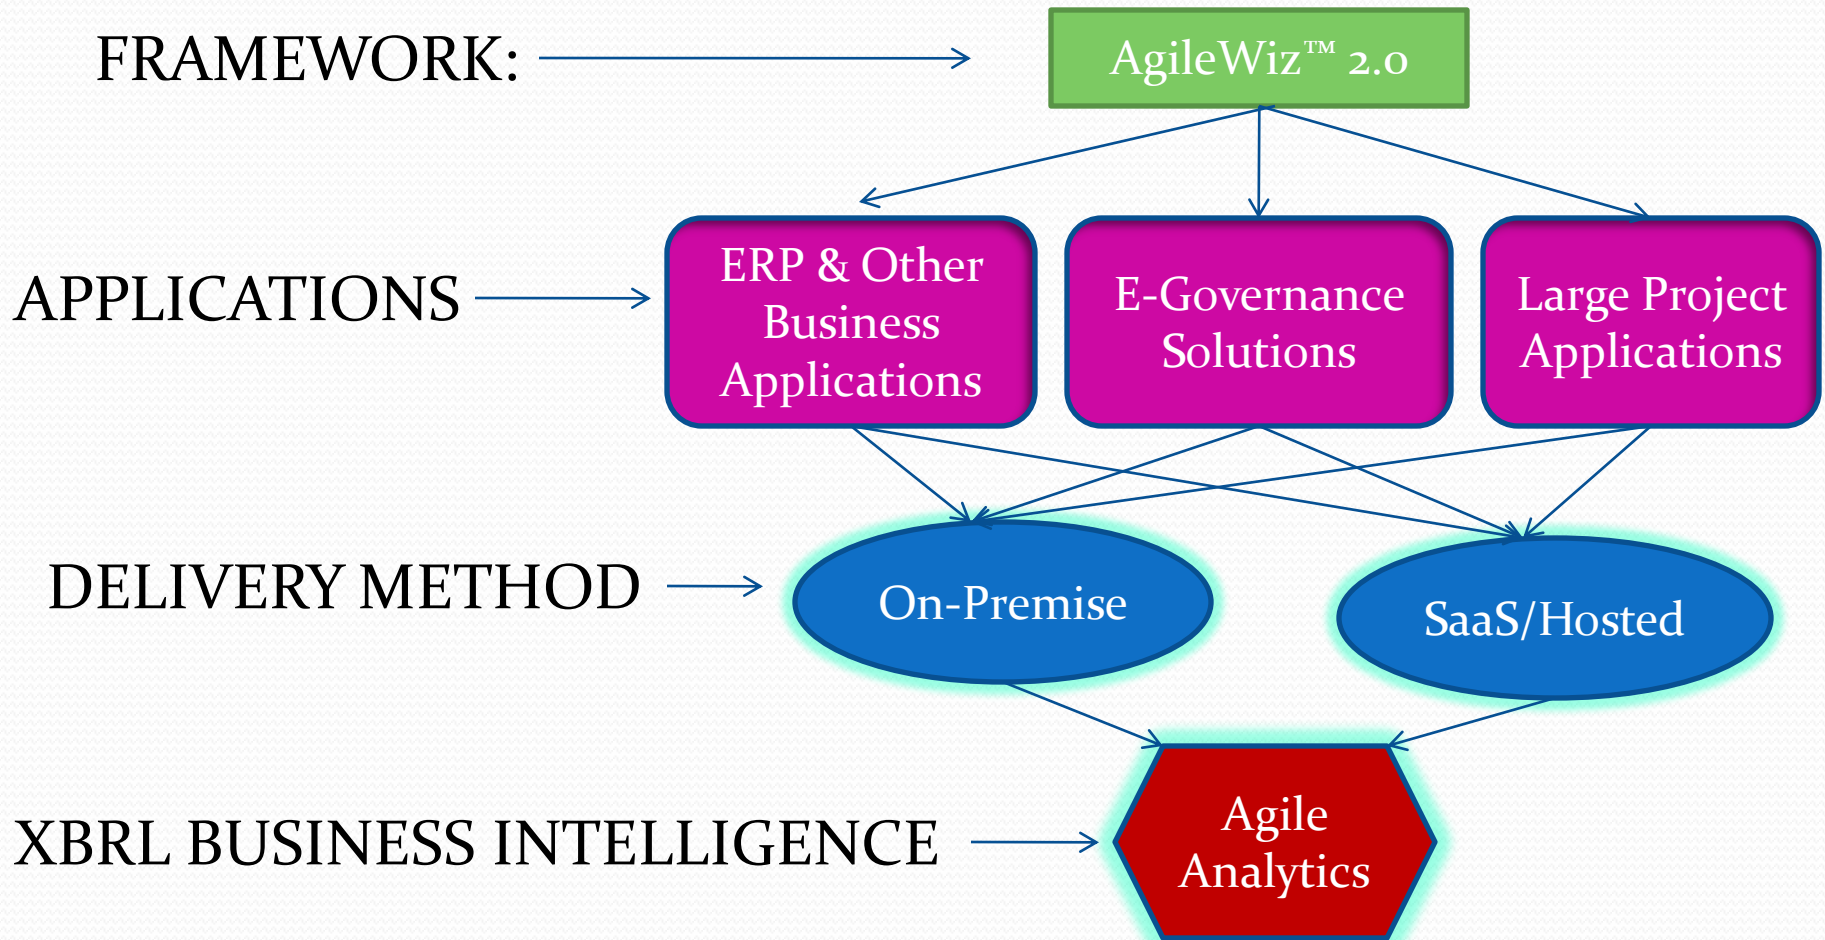 FRAMEWORK:
AgileWiz™ 2.0
APPLICATIONS
ERP & Other
Business
Applications
E-Governance
Solutions
Large Project
Applications
DELIVERY METHOD
On-Premise
SaaS/Hosted
XBRL BUSINESS INTELLIGENCE
Agile
Analytics